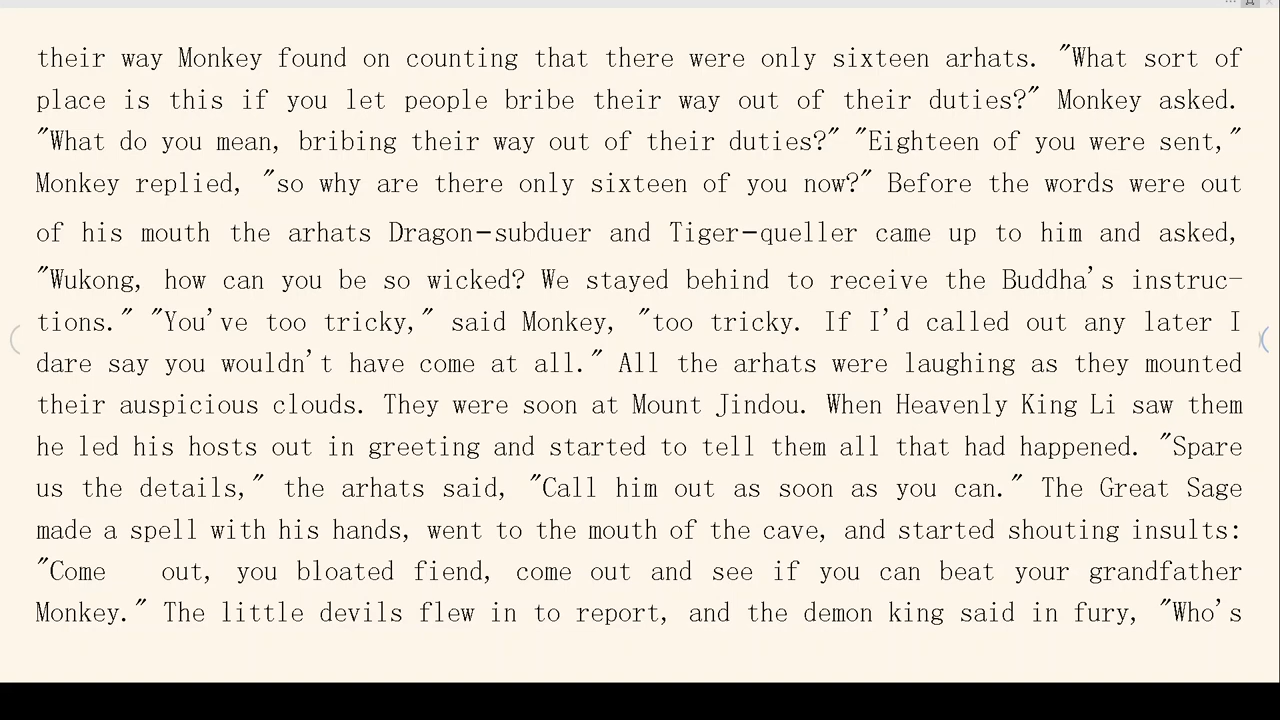 their way Monkey found on counting that there were only sixteen arhats. "What sort of
place is this if you let people bribe their way out of their duties?" Monkey asked.
"What do you mean, bribing their way out of their duties?" "Eighteen of you were sent,"
Monkey replied, "so why are there only sixteen of you now?" Before the words were out
of his mouth the arhats Dragon-subduer and Tiger-queller came up to him and asked,
"Wukong, how can you be so wicked? We stayed behind to receive the Buddha's instruc-
tions." "You've too tricky," said Monkey, "too tricky. If I'd called out any later I
dare say you wouldn't have come at all." All the arhats were laughing as they mounted
their auspicious clouds. They were soon at Mount Jindou. When Heavenly King Li saw them
he led his hosts out in greeting and started to tell them all that had happened. "Spare
us the details," the arhats said, "Call him out as soon as you can." The Great Sage
made a spell with his hands, went to the mouth of the cave, and started shouting insults:
"Come out, you bloated fiend, come out and see if you can beat your grandfather
Monkey." The little devils flew in to report, and the demon king said in fury, "Who's